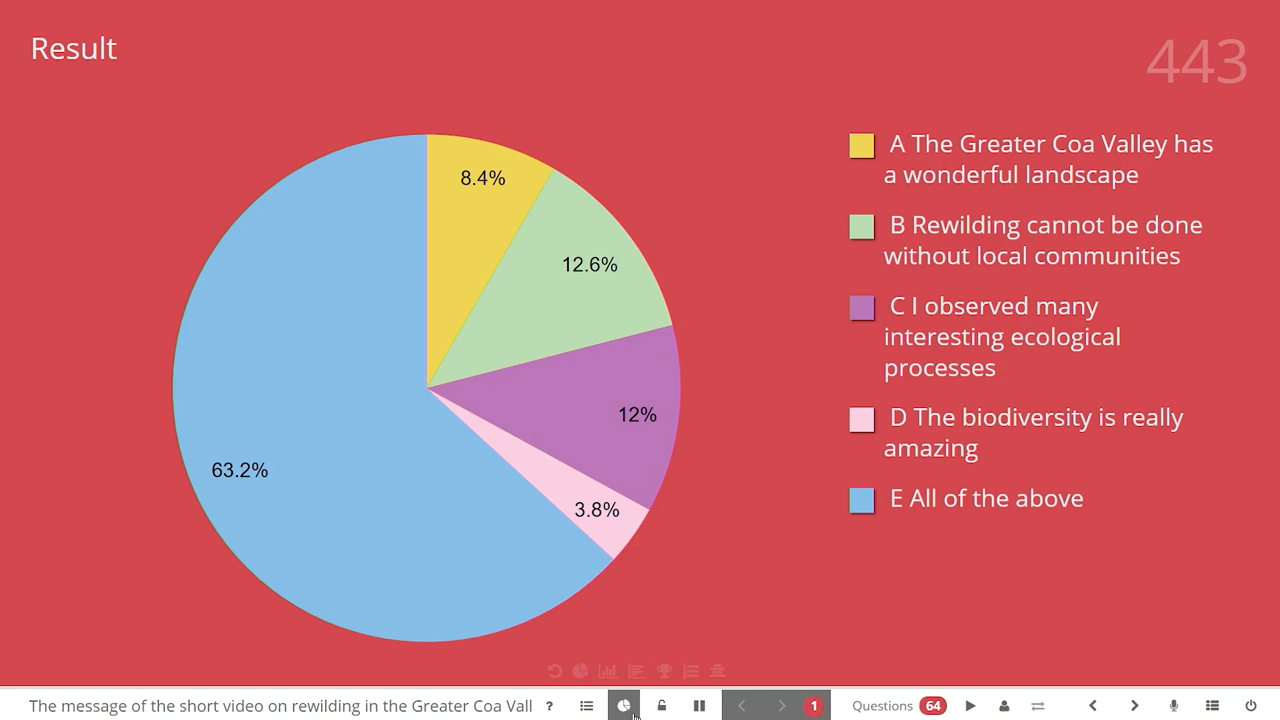 Result
443
8.4%
12.6%
12%
3.8%
63.2%
A The Greater Coa Valley has
a wonderful landscape
B Rewilding cannot be done
without local communities
C I observed many
interesting ecological
processes
D The biodiversity is really
amazing
E All of the above
The message of the short video on rewilding in the Greater Coa Vall ? 1 Questions 64